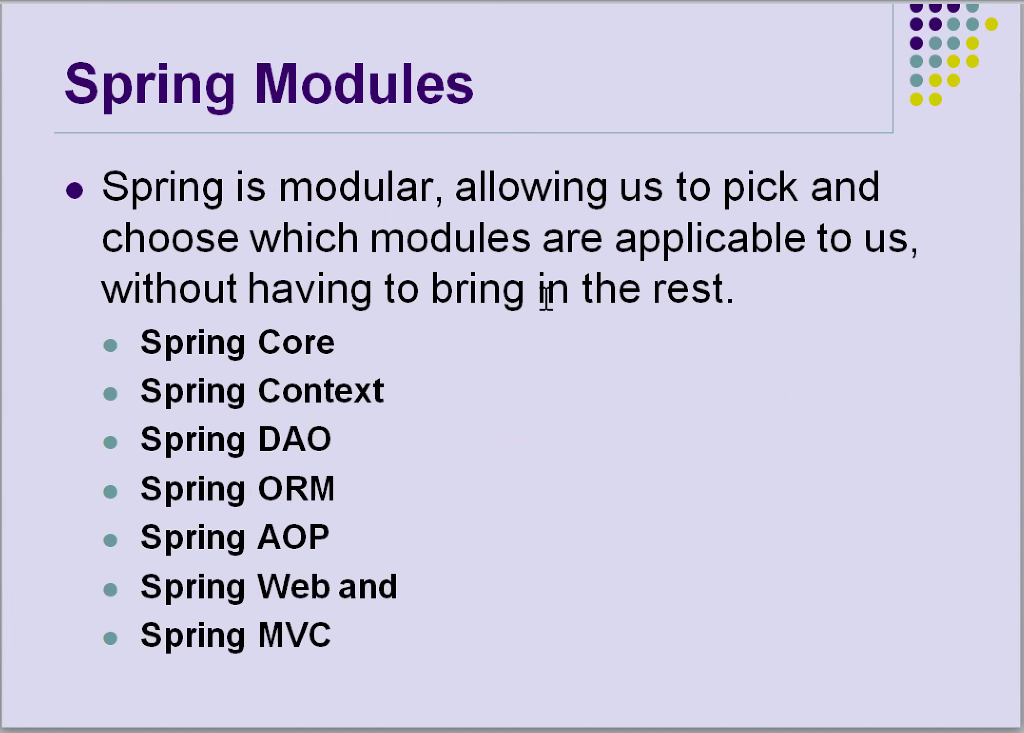 Spring Modules
Spring is modular, allowing us to pick and
choose which modules are applicable to us,
without having to bring in the rest.
Spring Core
Spring Context
Spring DAO
Spring ORM
Spring AOP
Spring Web and
Spring MVC